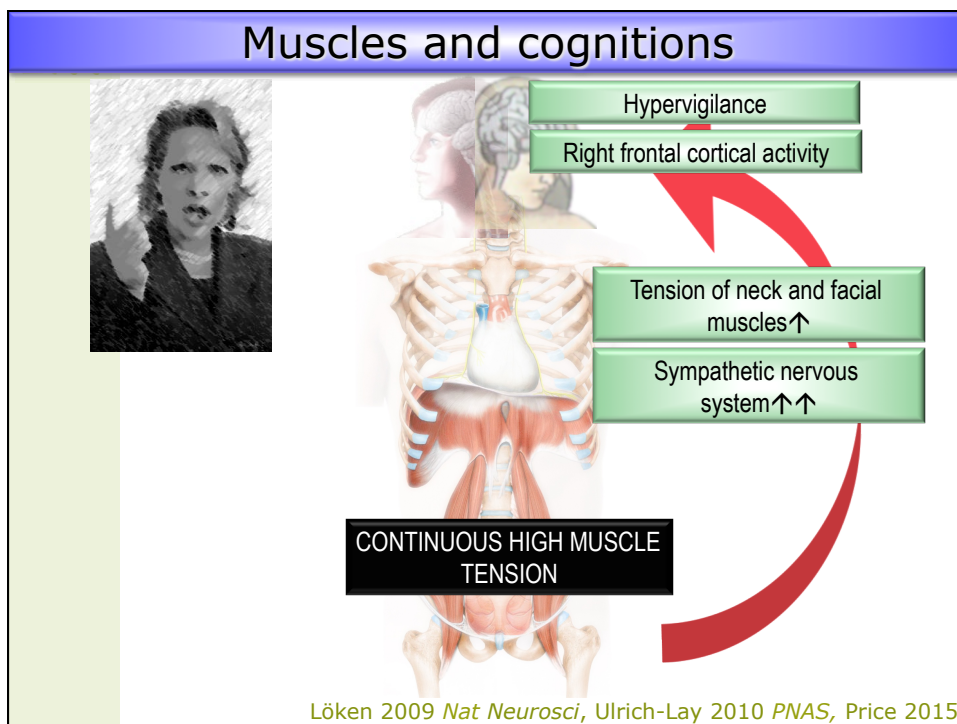 Muscles and cognitions
Hypervigilance
Right frontal cortical activity
Tension of neck and facial
muscles↑
Sympathetic nervous
system↑↑
CONTINUOUS HIGH MUSCLE
TENSION
Löken 2009 Nat Neurosci, Ulrich-Lay 2010 PNAS, Price 2015